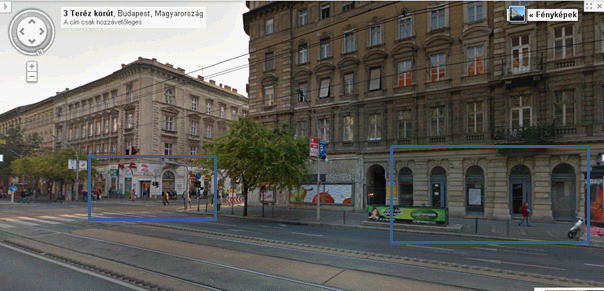 3 Teréz körút, Budapest, Magyarország
A cím csak hozzávetőleges
« Fényképek